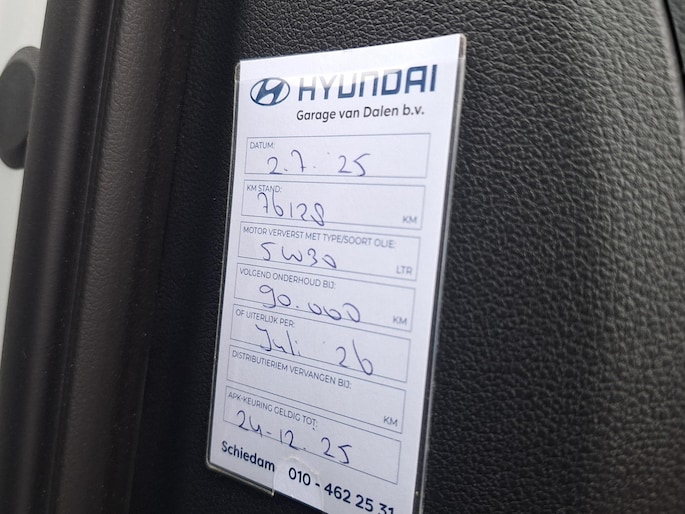 HYUNDAI
Garage van Dalen b.v.
DATUM:
2.7.'25
KM STAND:
76128 KM
MOTOR VERVERST MET TYPE/SOORT OLIE:
5W30 LTR
VOLGEND ONDERHOUD BIJ:
90.000 KM
OF UITERLIJK PER:
Juli '26
DISTRIBUTIERIEM VERVANGEN BIJ:
KM
APK-KEURING GELDIG TOT:
24-12.25
Schiedam 010 - 462 25 31